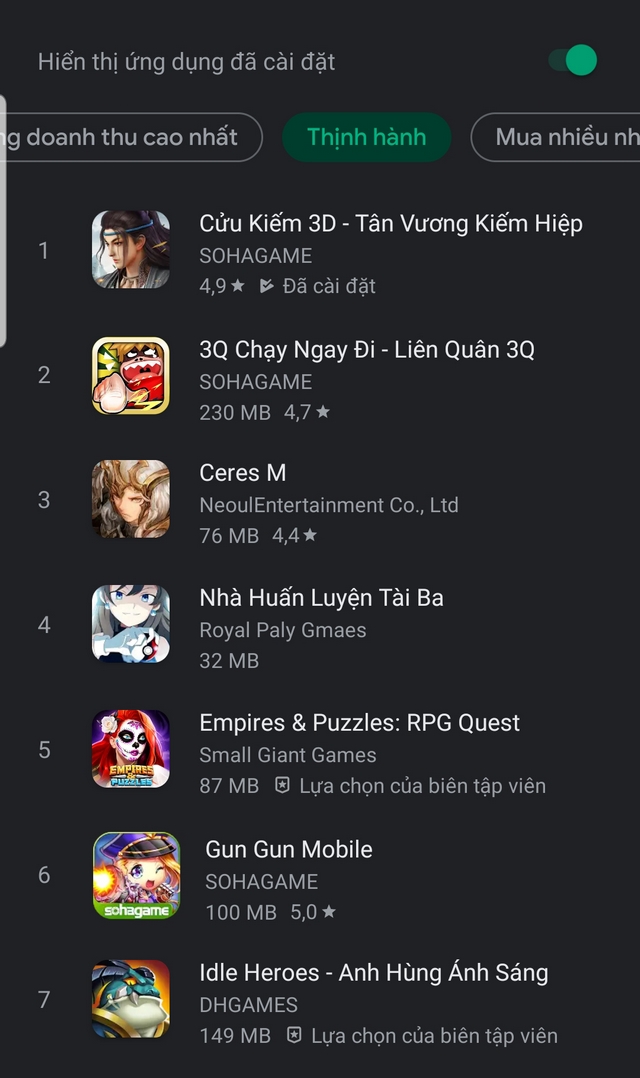 Hiển thị ứng dụng đã cài đặt
doanh thu cao nhất
Thịnh hành
Mua nhiều
1
Cửu Kiếm 3D - Tân Vương Kiếm Hiệp
SOHAGAME
4,9 ★ Đã cài đặt
2
3Q Chạy Ngay Đi - Liên Quân 3Q
SOHAGAME
230 MB 4,7 ★
3
Ceres M
NeoulEntertainment Co., Ltd
76 MB 4,4 ★
4
Nhà Huấn Luyện Tài Ba
Royal Paly Gmaes
32 MB
5
EMPIRES & PUZZLES
Empires & Puzzles: RPG Quest
Small Giant Games
87 MB Lựa chọn của biên tập viên
6
sohagame
Gun Gun Mobile
SOHAGAME
100 MB 5,0 ★
7
Idle Heroes - Anh Hùng Ánh Sáng
DHGAMES
149 MB Lựa chọn của biên tập viên